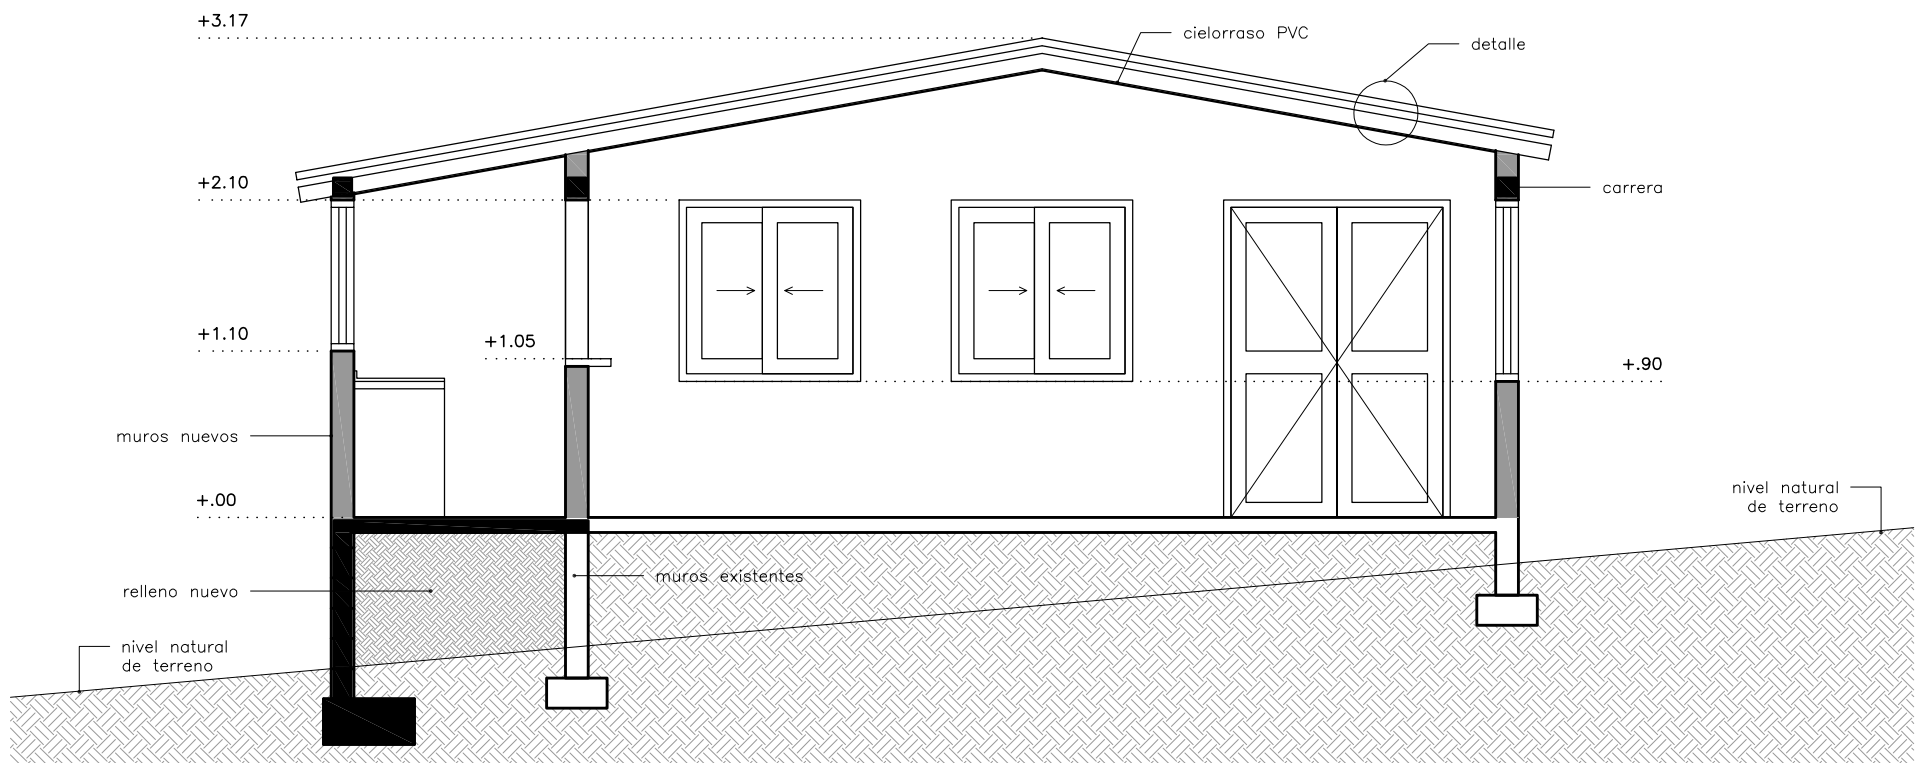 +3.17
cielorraso PVC
detalle
+2.10
carrera
+1.10
+1.05
+.90
muros nuevos
+.00
nivel natural
de terreno
muros existentes
relleno nuevo
nivel natural
de terreno